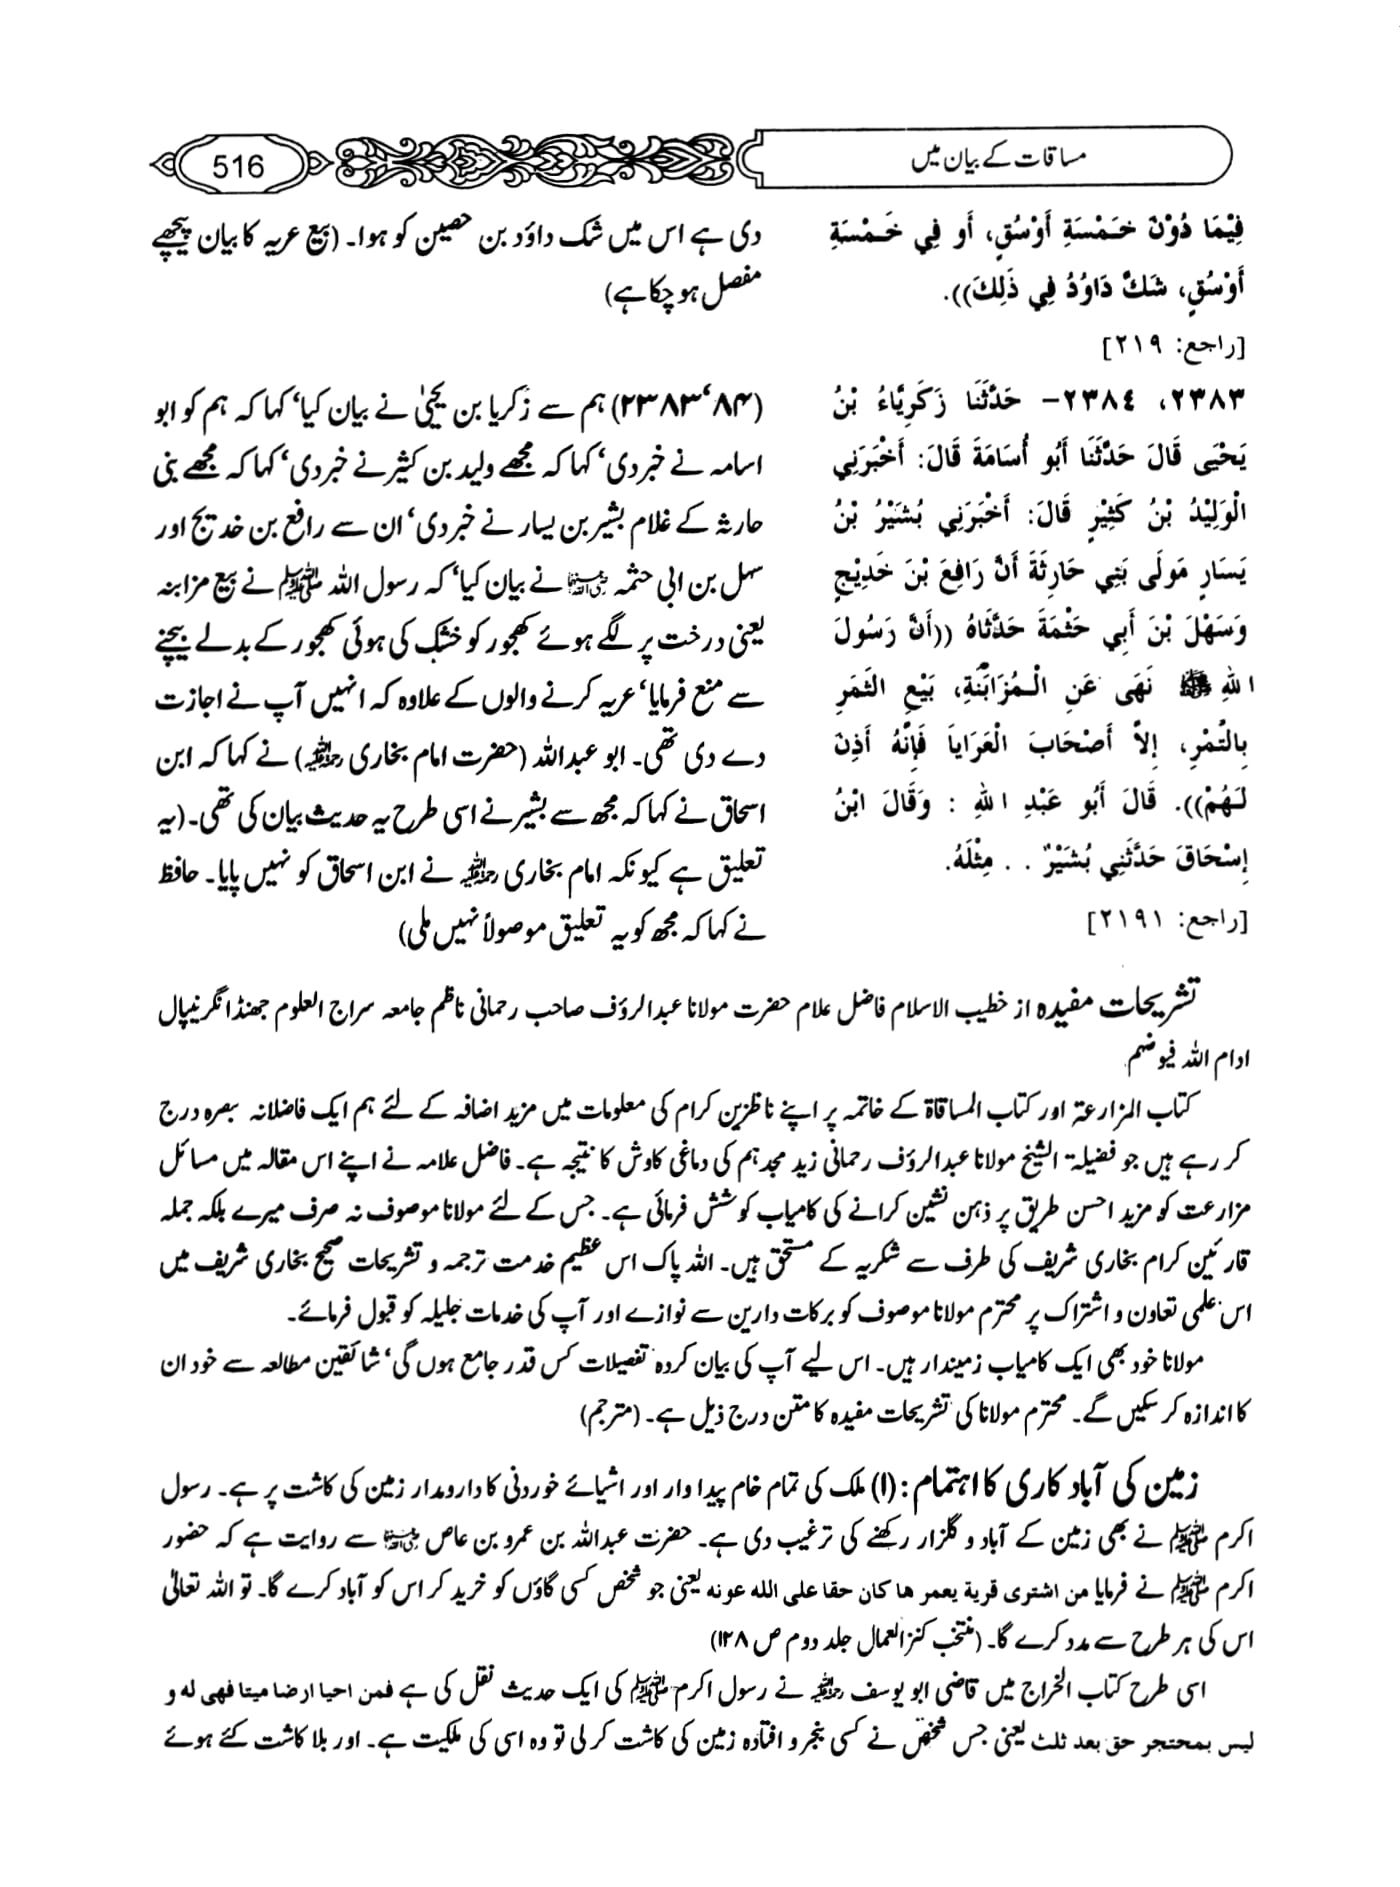 مساقات کے بیان میں
516
فِيْمَا دُوْنَ خَمْسَةِ أَوْسُقٍ، أَو فِي خَمْسَةِ
أَوْسُقٍ، شَكَّ دَاوُدُ فِي ذَلِكَ)).
[راجع: ٢١٩]
٢٣٨٣، ٢٣٨٤- حَدَّثَنَا زَكَرِيَّاءُ بْنُ
يَحْيَى قَالَ حَدَّثَنَا أَبُو أُسَامَةَ قَالَ: أَخْبَرَنِي
الْوَلِيْدُ بْنُ كَثِيْرٍ قَالَ: أَخْبَرَنِي بُشَيْرُ بْنُ
يَسَارٍ مَولَى بَنِي حَارِثَةَ أَنَّ رَافِعَ بْنَ خَدِيْجٍ
وَسَهْلَ بْنَ أَبِي حَثْمَةَ حَدَّثَاهُ ((أَنَّ رَسُولَ
اللهِ ﷺ نَهَى عَنِ الْمُزَابَنَةِ، بَيْعِ الثَّمَرِ
بِالتَّمْرِ، إِلاَّ أَصْحَابَ الْعَرَايَا فَإِنَّهُ أَذِنَ
لَهُمْ)). قَالَ أَبُو عَبْدِ اللهِ : وَقَالَ ابْنُ
إِسْحَاقَ حَدَّثَنِي بُشَيْرٌ . . مِثْلَهُ.
[راجع: ٢١٩١]
دی ہے اس میں شک داؤد بن حصین کو ہوا۔ (بیع عریہ کا بیان پیچھے
مفصل ہو چکا ہے)
(۲۳۸۳‘۸۴) ہم سے زکریا بن یحییٰ نے بیان کیا‘ کہا کہ ہم کو ابو
اسامہ نے خبر دی‘ کہا کہ مجھے ولید بن کثیر نے خبر دی‘ کہا کہ مجھے بنی
حارثہ کے غلام بشیر بن یسار نے خبر دی‘ ان سے رافع بن خدیج اور
سہل بن ابی حثمہ رضی اللہ عنہما نے بیان کیا‘ کہ رسول اللہ ﷺ نے بیع مزابنہ
یعنی درخت پر لگے ہوئے کھجور کو خشک کی ہوئی کھجور کے بدلے بیچنے
سے منع فرمایا‘ عریہ کرنے والوں کے علاوہ کہ انہیں آپ نے اجازت
دے دی تھی۔ ابو عبداللہ (حضرت امام بخاری رحمۃ اللہ علیہ) نے کہا کہ ابن
اسحاق نے کہا کہ مجھ سے بشیر نے اسی طرح یہ حدیث بیان کی تھی۔ (یہ
تعلیق ہے کیونکہ امام بخاری رحمۃ اللہ علیہ نے ابن اسحاق کو نہیں پایا۔ حافظ
نے کہا کہ مجھ کو یہ تعلیق موصولاً نہیں ملی)
تشریحات مفیدہ از خطیب الاسلام فاضل علام حضرت مولانا عبدالرؤف صاحب رحمانی ناظم جامعہ سراج العلوم جھنڈا نگر نیپال
ادام اللہ فیوضہم
کتاب المزارعۃ اور کتاب المساقاۃ کے خاتمہ پر اپنے ناظرین کرام کی معلومات میں مزید اضافہ کے لئے ہم ایک فاضلانہ تبصرہ درج
کر رہے ہیں جو فضیلۃ الشیخ مولانا عبدالرؤف رحمانی زید مجدہم کی دماغی کاوش کا نتیجہ ہے۔ فاضل علامہ نے اپنے اس مقالہ میں مسائل
مزارعت کو مزید احسن طریق پر ذہن نشین کرانے کی کامیاب کوشش فرمائی ہے۔ جس کے لئے مولانا موصوف نہ صرف میرے بلکہ جملہ
قارئین کرام بخاری شریف کی طرف سے شکریہ کے مستحق ہیں۔ اللہ پاک اس عظیم خدمت ترجمہ و تشریحات صحیح بخاری شریف میں
اس علمی تعاون و اشتراک پر محترم مولانا موصوف کو برکات دارین سے نوازے اور آپ کی خدمات جلیلہ کو قبول فرمائے۔
مولانا خود بھی ایک کامیاب زمیندار ہیں۔ اس لیے آپ کی بیان کردہ تفصیلات کس قدر جامع ہوں گی‘ شائقین مطالعہ سے خود ان
کا اندازہ کر سکیں گے۔ محترم مولانا کی تشریحات مفیدہ کا متن درج ذیل ہے۔ (مترجم)
زمین کی آباد کاری کا اہتمام: (۱) ملک کی تمام خام پیداوار اور اشیائے خوردنی کا دارومدار زمین کی کاشت پر ہے۔ رسول
اکرم ﷺ نے بھی زمین کے آباد و گلزار رکھنے کی ترغیب دی ہے۔ حضرت عبداللہ بن عمرو بن عاص رضی اللہ عنہما سے روایت ہے کہ حضور
اکرم ﷺ نے فرمایا من اشتری قریة یعمر ھا کان حقا علی اللہ عونہ یعنی جو شخص کسی گاؤں کو خرید کر اس کو آباد کرے گا۔ تو اللہ تعالیٰ
اس کی ہر طرح سے مدد کرے گا۔ (منتخب کنزالعمال جلد دوم ص ۱۲۸)
اسی طرح کتاب الخراج میں قاضی ابو یوسف رحمۃ اللہ علیہ نے رسول اکرم ﷺ کی ایک حدیث نقل کی ہے فمن احیا ارضا میتا فھی لہ و
لیس بمحتجر حق بعد ثلث یعنی جس شخص نے کسی بنجر و افتادہ زمین کی کاشت کر لی تو وہ اسی کی ملکیت ہے۔ اور بلا کاشت کئے ہوئے